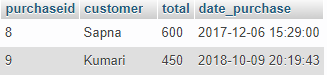 purchaseid customer total date_purchase
8 Sapna 600 2017-12-06 15:29:00
9 Kumari 450 2018-10-09 20:19:43